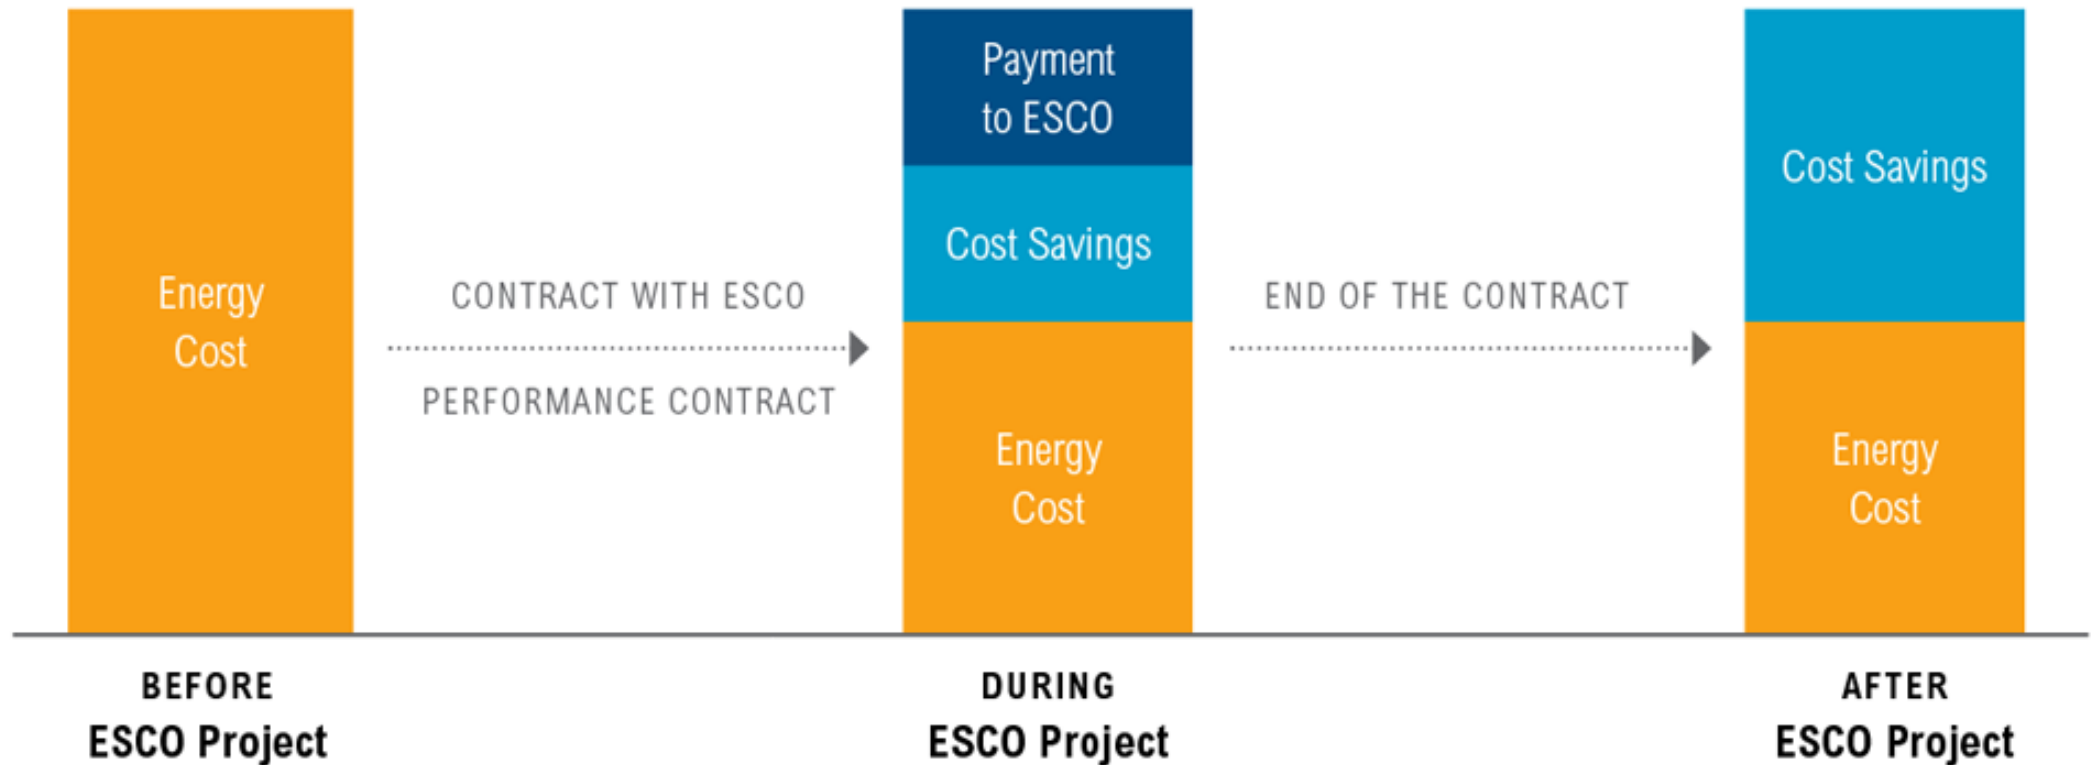 Energy
Cost
CONTRACT WITH ESCO
PERFORMANCE CONTRACT
Payment
to ESCO
Cost Savings
Energy
Cost
END OF THE CONTRACT
Cost Savings
Energy
Cost
BEFORE
ESCO Project
DURING
ESCO Project
AFTER
ESCO Project